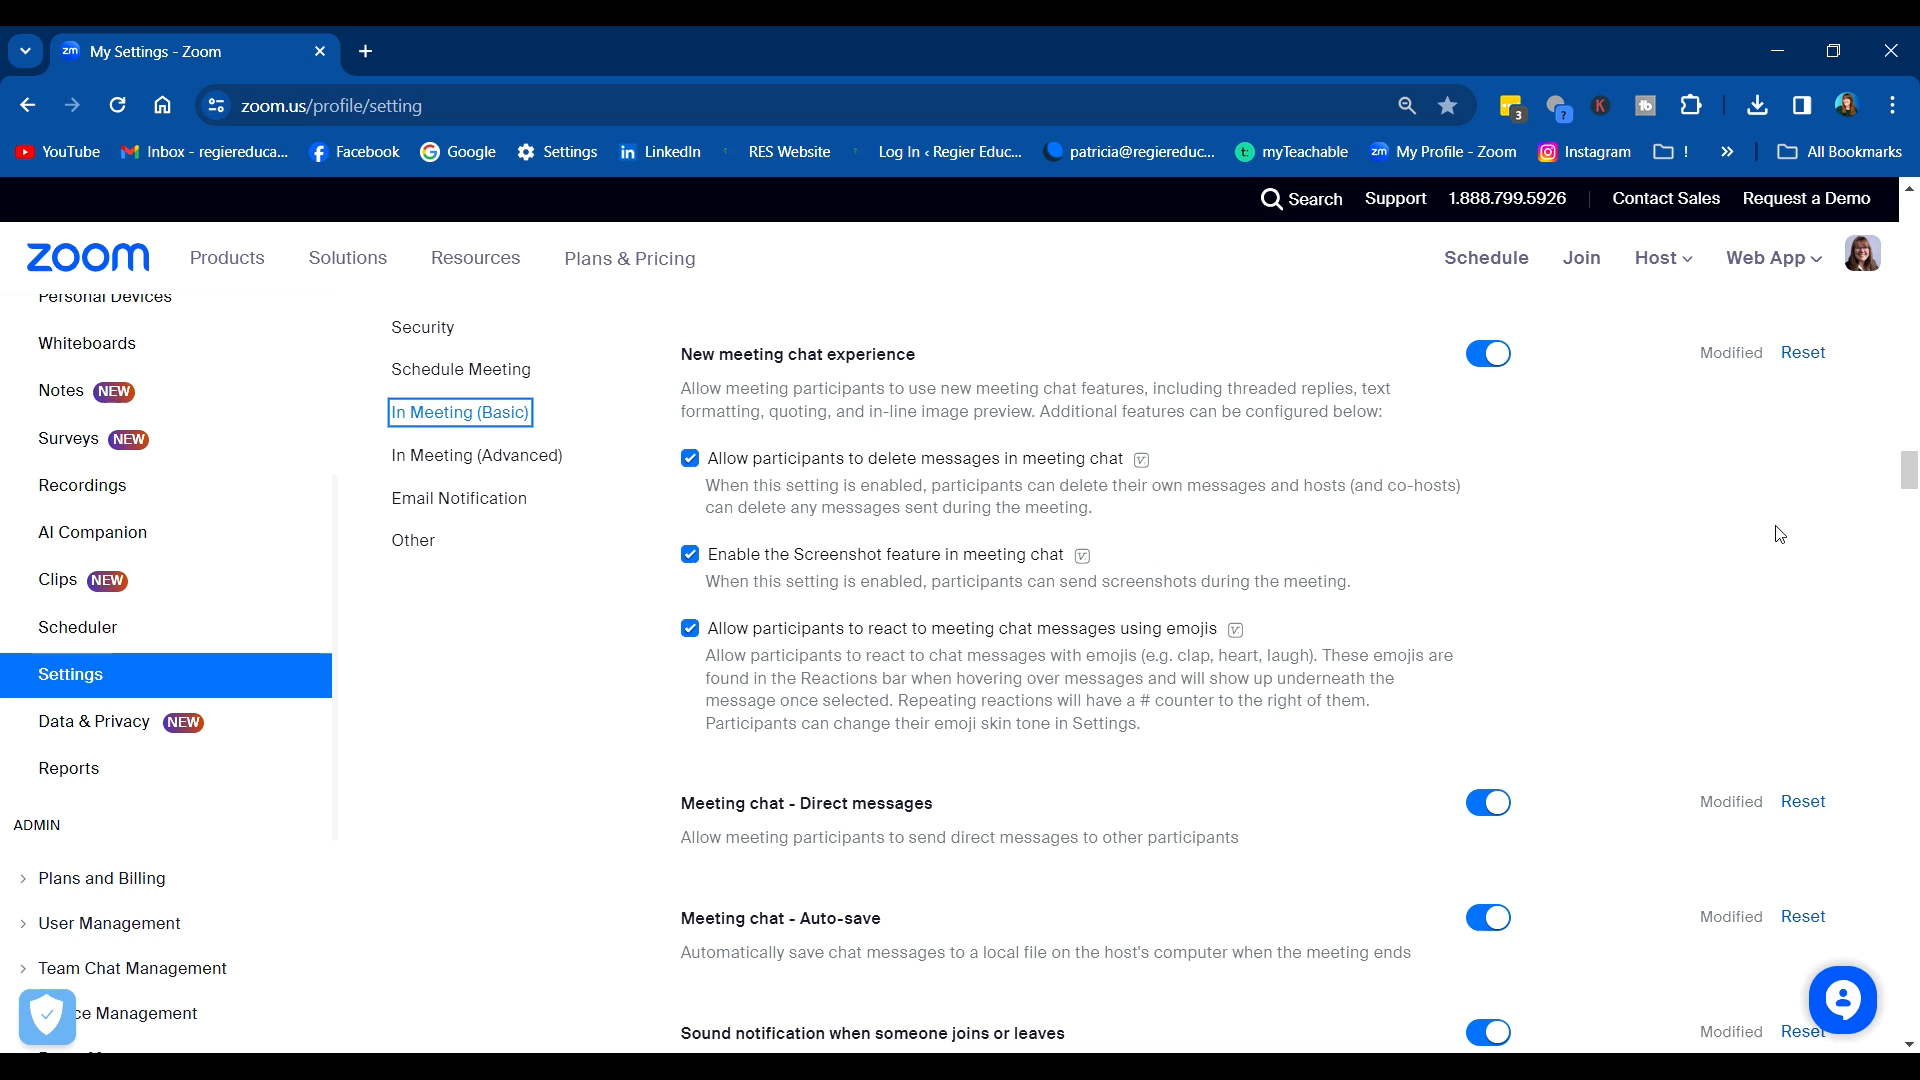 zm My Settings - Zoom
zoom.us/profile/setting
3
?
K
tb
YouTube
Inbox - regiereduca...
Facebook
Google
Settings
LinkedIn
RES Website
Log In ‹ Regier Educ...
patricia@regiereduc...
t: myTeachable
zm My Profile - Zoom
Instagram
!
»
All Bookmarks
Search
Support
1.888.799.5926
Contact Sales
Request a Demo
zoom
Products
Solutions
Resources
Plans & Pricing
Schedule
Join
Host
Web App
Personal Devices
Whiteboards
Notes NEW
Surveys NEW
Recordings
AI Companion
Clips NEW
Scheduler
Settings
Data & Privacy NEW
Reports
ADMIN
Plans and Billing
User Management
Team Chat Management
ce Management
Security
Schedule Meeting
In Meeting (Basic)
In Meeting (Advanced)
Email Notification
Other
New meeting chat experience
Modified Reset
Allow meeting participants to use new meeting chat features, including threaded replies, text
formatting, quoting, and in-line image preview. Additional features can be configured below:
Allow participants to delete messages in meeting chat
When this setting is enabled, participants can delete their own messages and hosts (and co-hosts)
can delete any messages sent during the meeting.
Enable the Screenshot feature in meeting chat
When this setting is enabled, participants can send screenshots during the meeting.
Allow participants to react to meeting chat messages using emojis
Allow participants to react to chat messages with emojis (e.g. clap, heart, laugh). These emojis are
found in the Reactions bar when hovering over messages and will show up underneath the
message once selected. Repeating reactions will have a # counter to the right of them.
Participants can change their emoji skin tone in Settings.
Meeting chat - Direct messages
Modified Reset
Allow meeting participants to send direct messages to other participants
Meeting chat - Auto-save
Modified Reset
Automatically save chat messages to a local file on the host's computer when the meeting ends
Sound notification when someone joins or leaves
Modified Reset